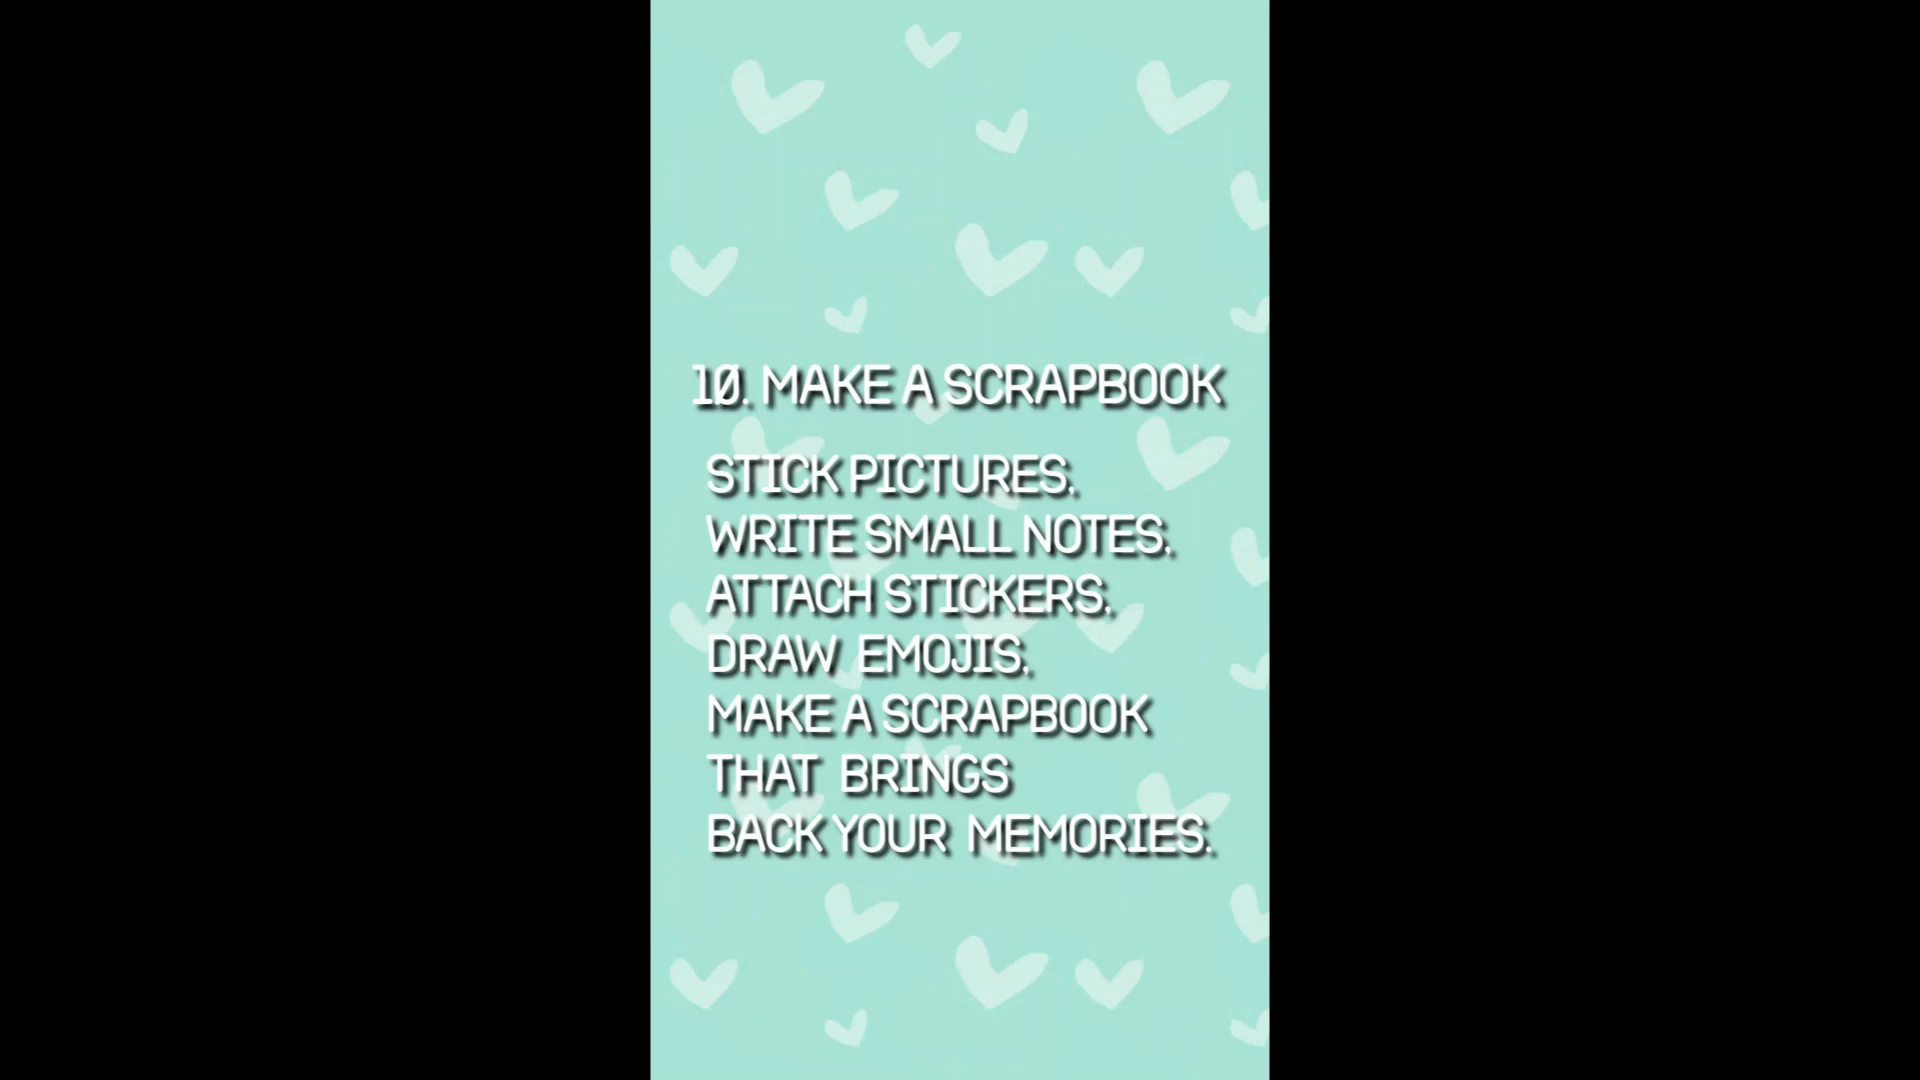 10. MAKE A SCRAPBOOK
STICK PICTURES,
WRITE SMALL NOTES,
ATTACH STICKERS,
DRAW EMOJIS,
MAKE A SCRAPBOOK
THAT BRINGS
BACK YOUR MEMORIES.